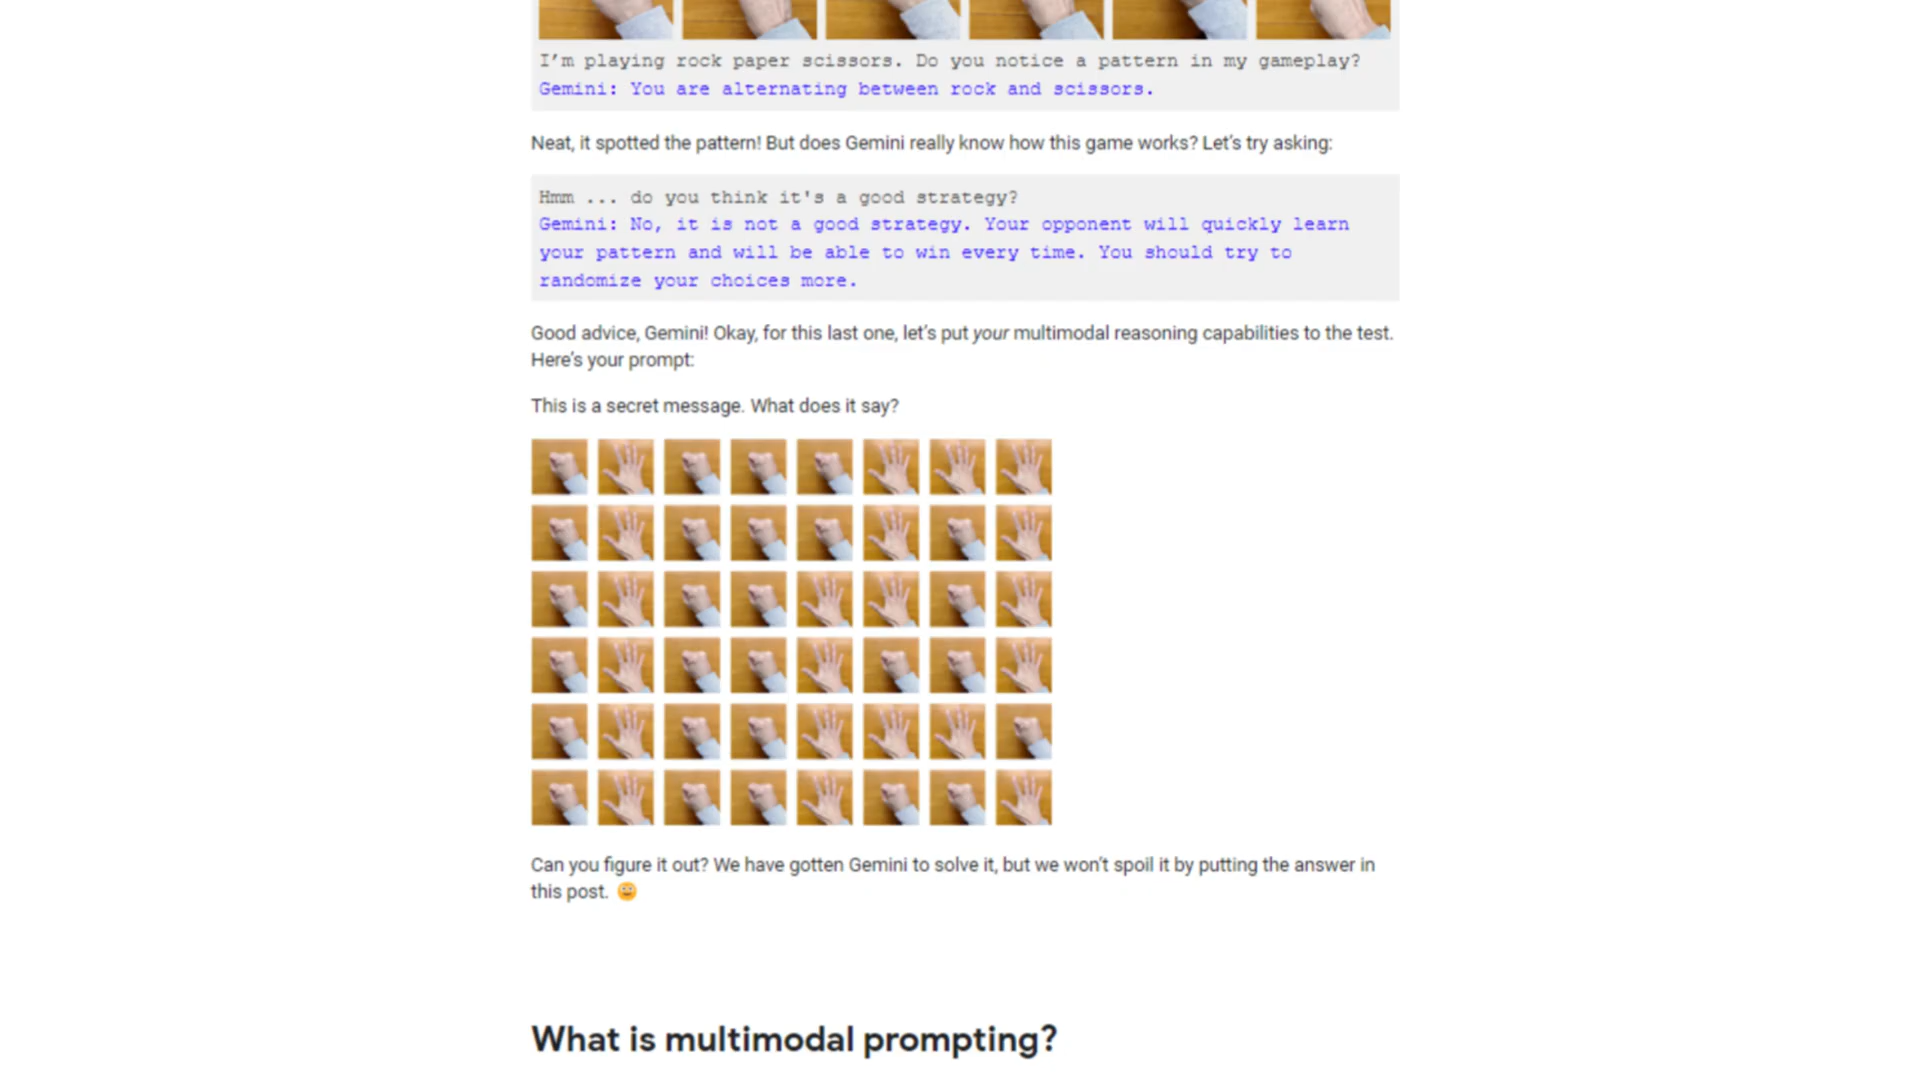 I’m playing rock paper scissors. Do you notice a pattern in my gameplay?
Gemini: You are alternating between rock and scissors.
Neat, it spotted the pattern! But does Gemini really know how this game works? Let’s try asking:
Hmm ... do you think it's a good strategy?
Gemini: No, it is not a good strategy. Your opponent will quickly learn
your pattern and will be able to win every time. You should try to
randomize your choices more.
Good advice, Gemini! Okay, for this last one, let’s put your multimodal reasoning capabilities to the test.
Here’s your prompt:
This is a secret message. What does it say?
Can you figure it out? We have gotten Gemini to solve it, but we won’t spoil it by putting the answer in
this post. 😀
What is multimodal prompting?